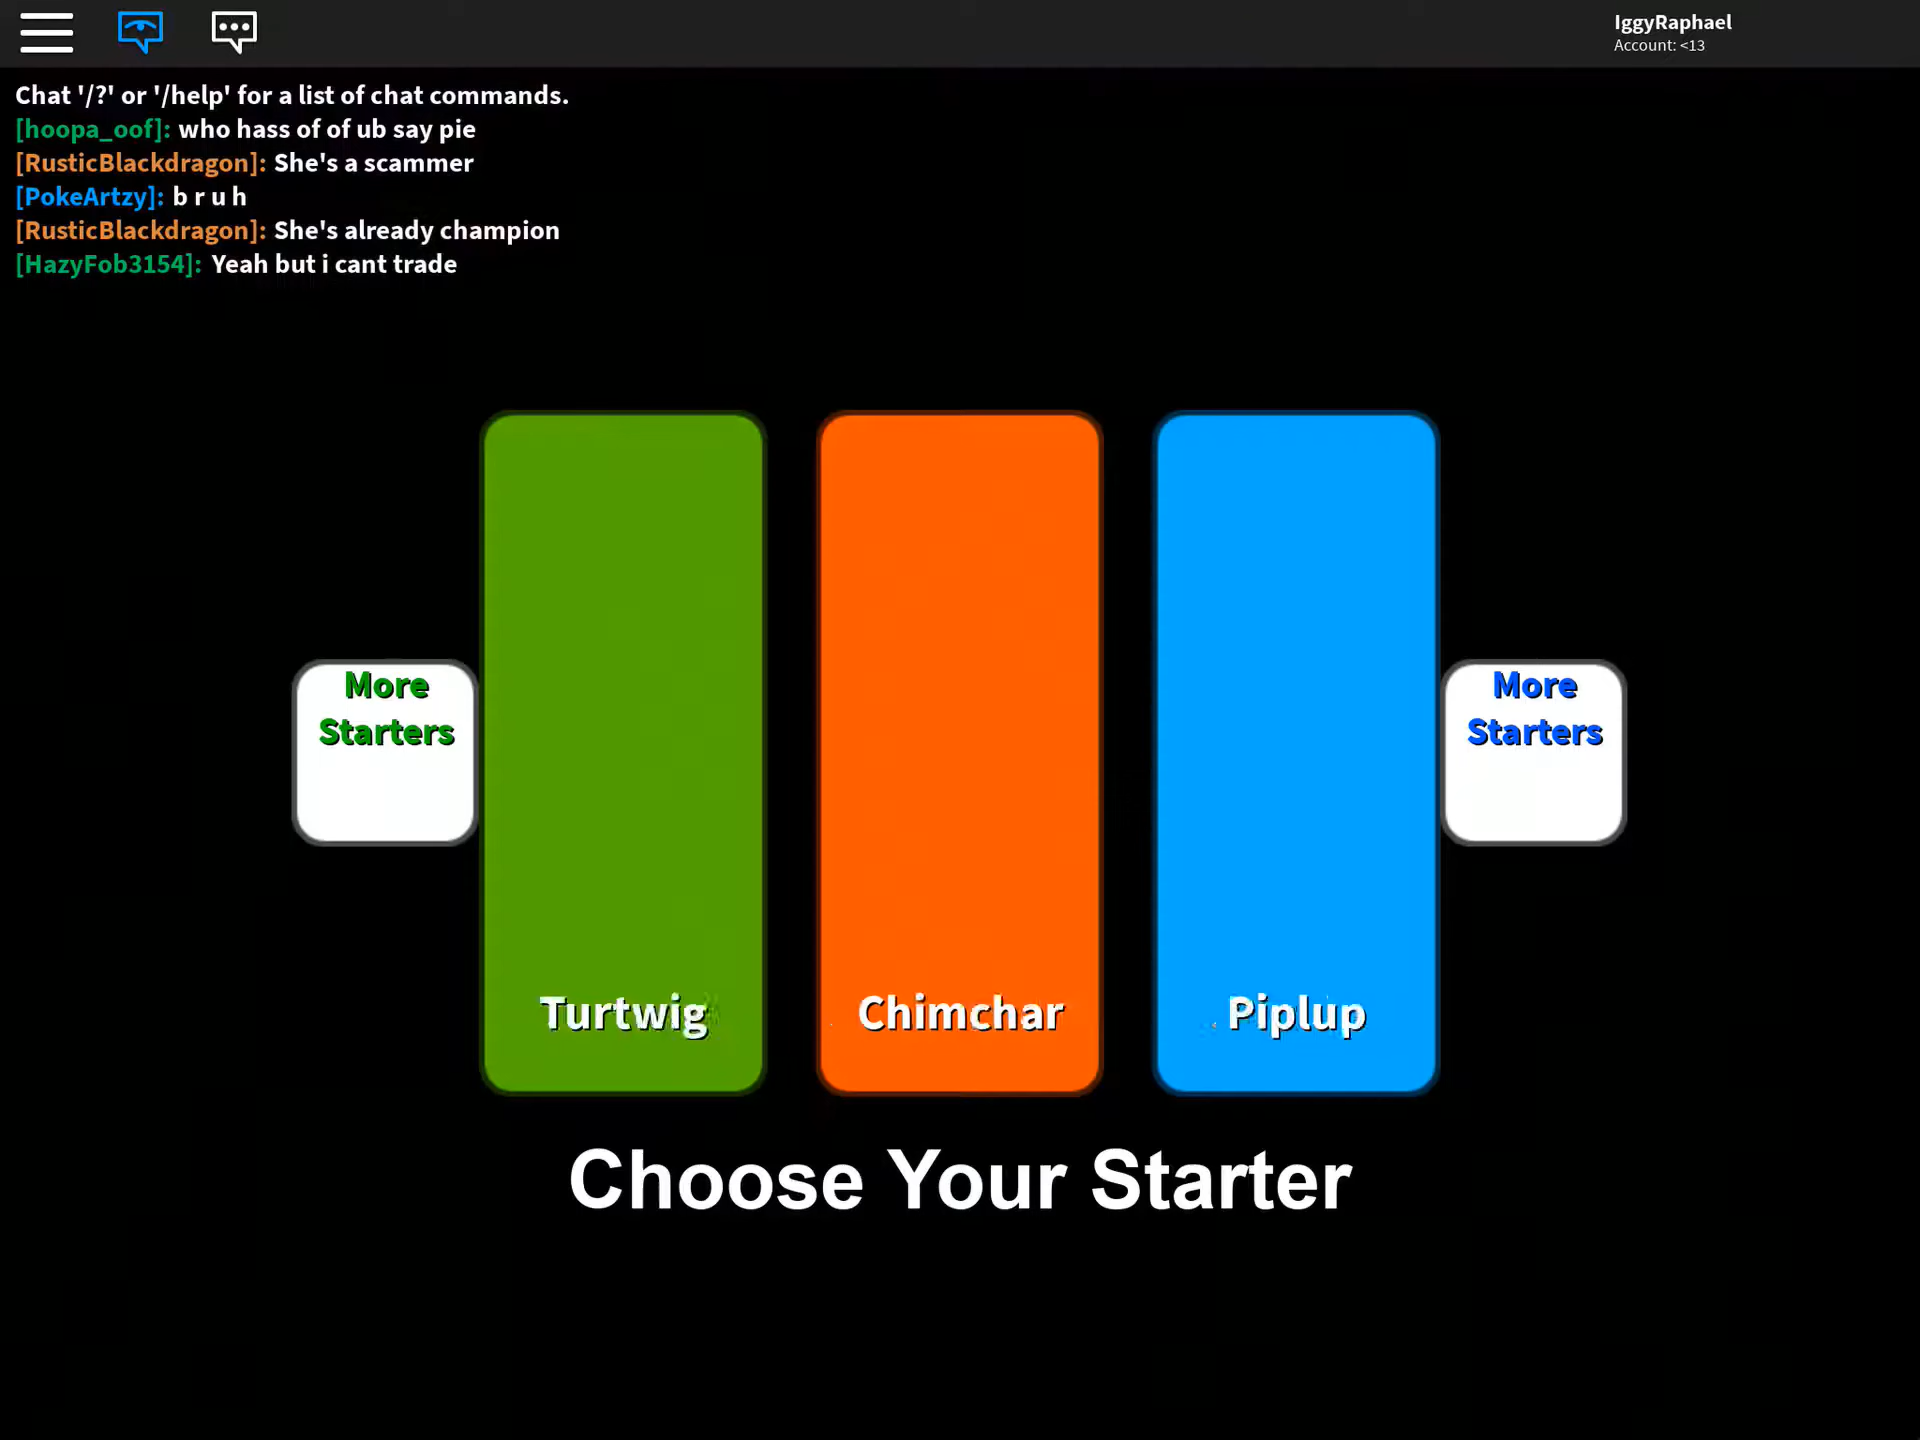 IggyRaphael
Account: <13
Chat '/?' or '/help' for a list of chat commands.
[hoopa_oof]: who hass of of ub say pie
[RusticBlackdragon]: She's a scammer
[PokeArtzy]: b r u h
[RusticBlackdragon]: She's already champion
[HazyFob3154]: Yeah but i cant trade
More
Starters
Turtwig
Chimchar
Piplup
More
Starters
Choose Your Starter